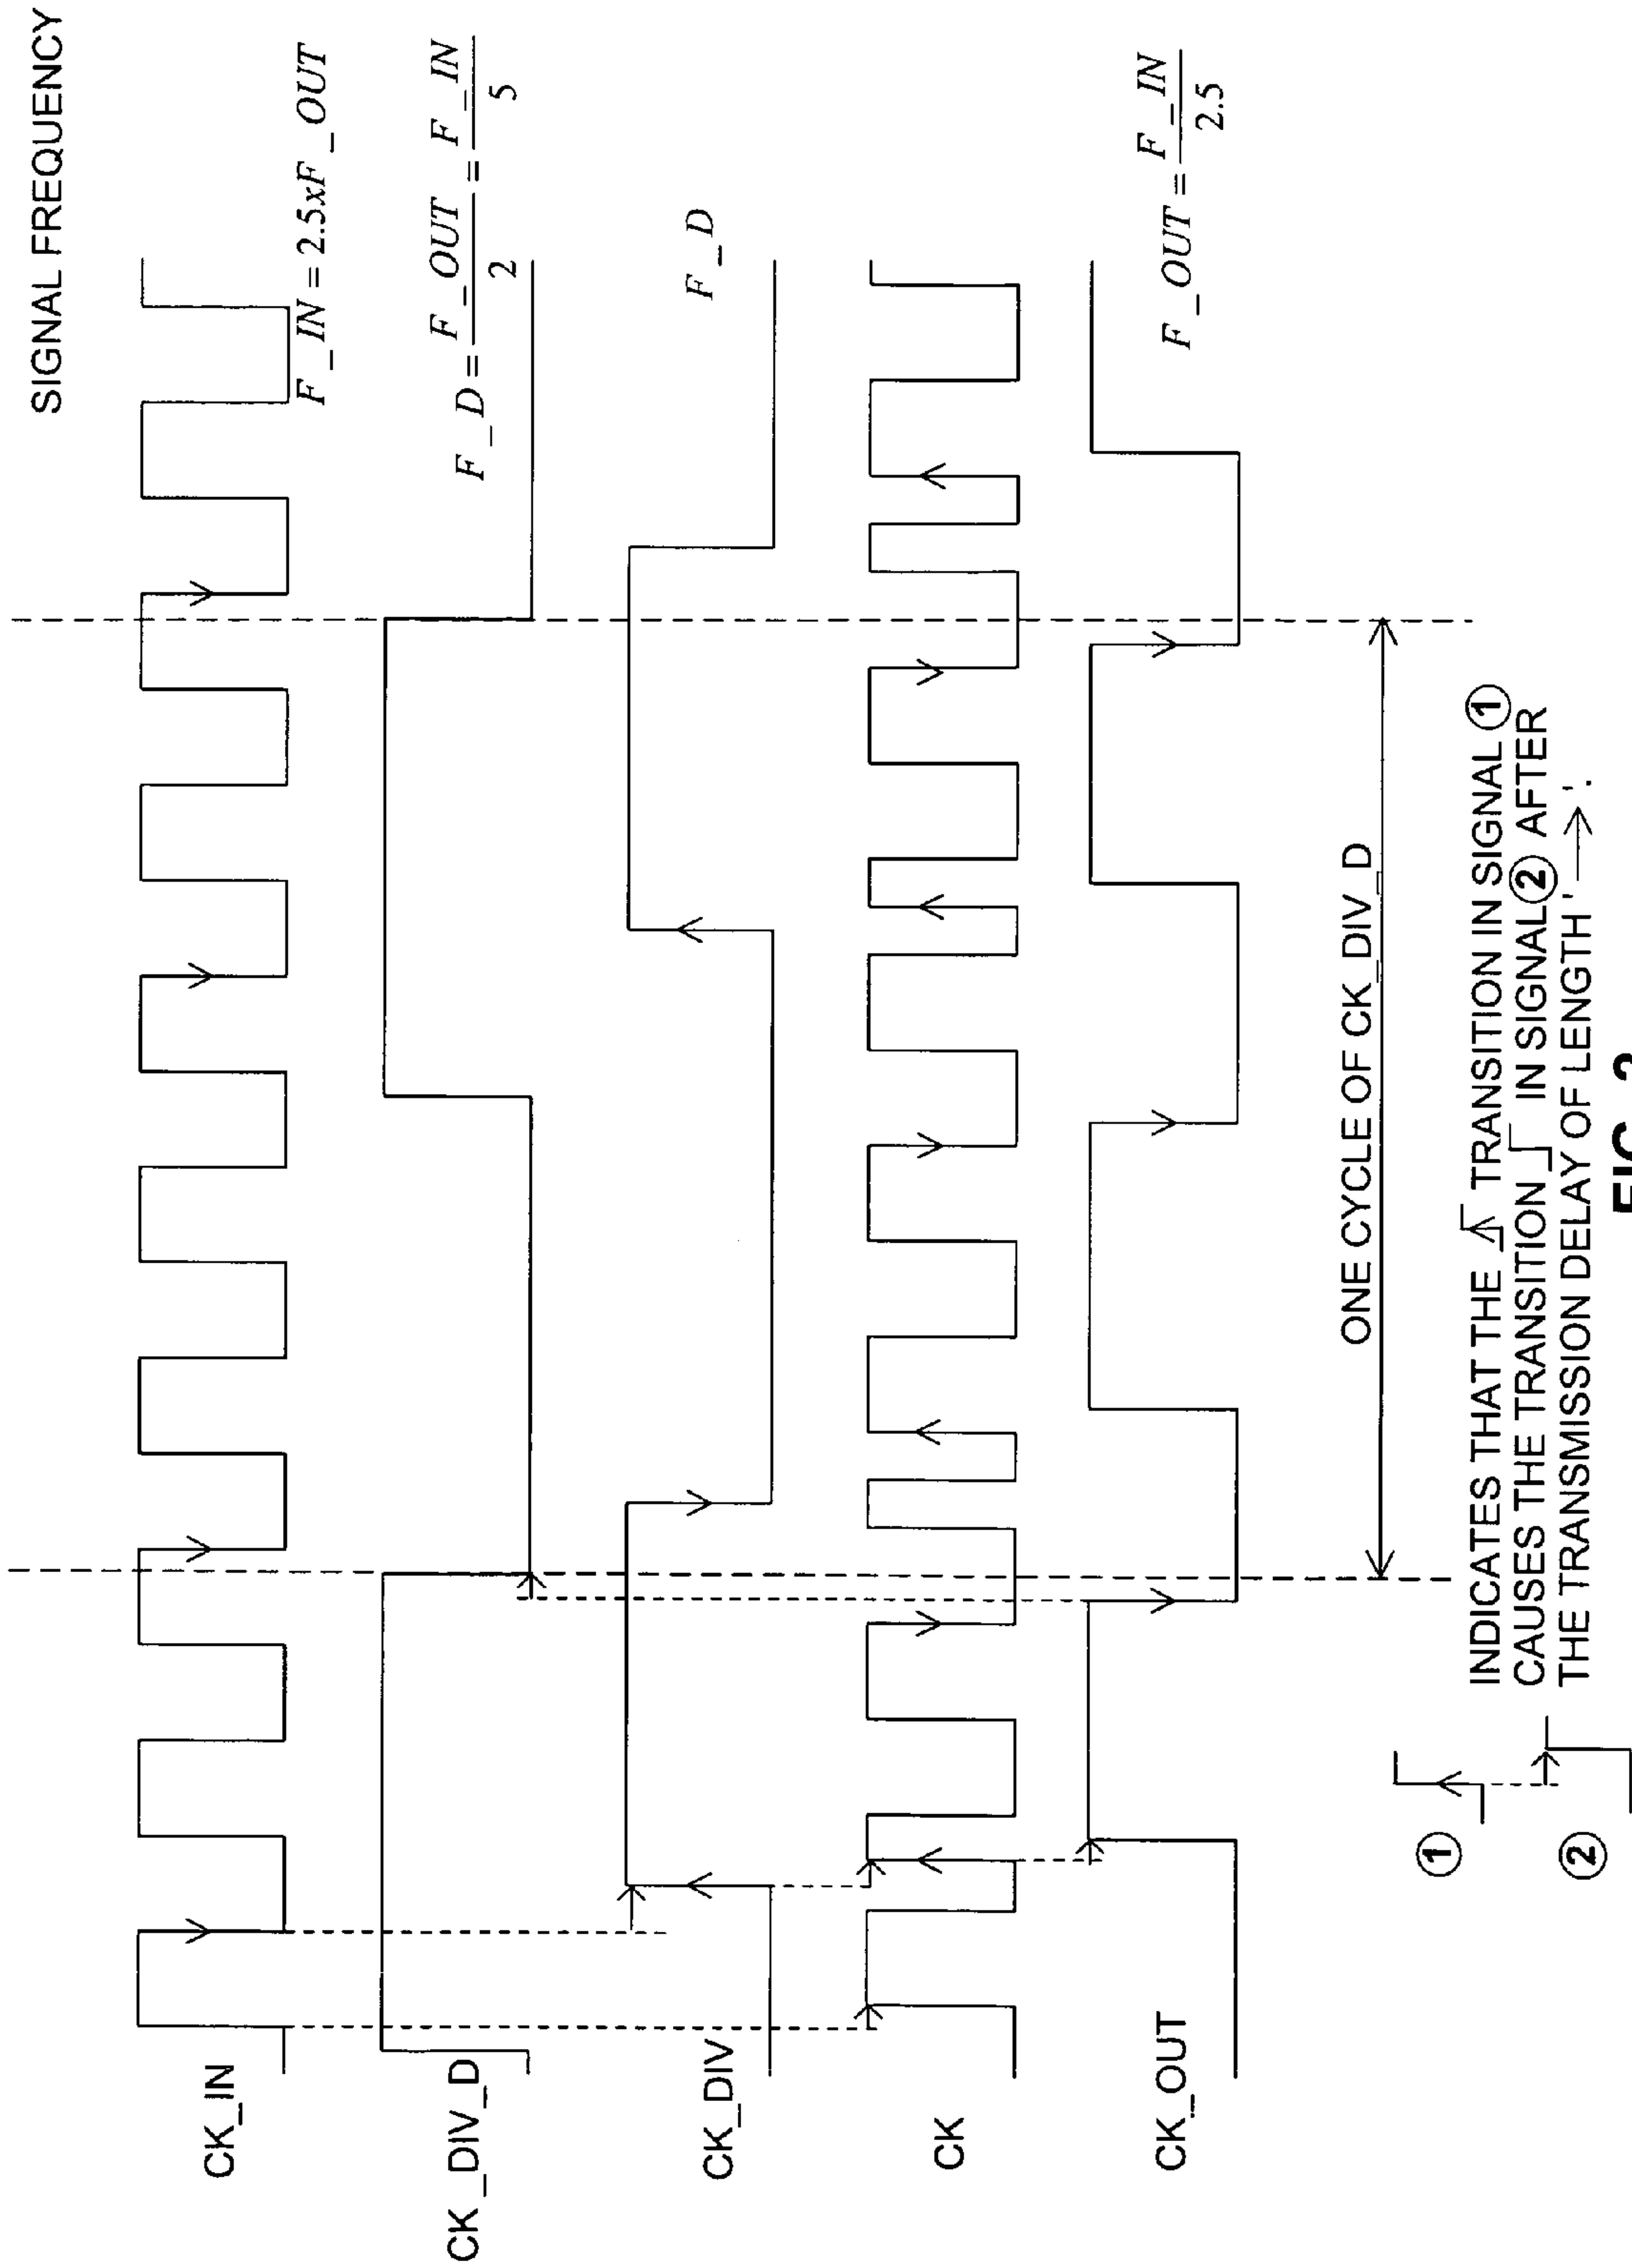 SIGNAL FREQUENCY
CK_IN
F_IN = 2.5xF_OUT
CK_DIV_D
F_D = F_OUT / 2 = F_IN / 5
CK_DIV
F_D
CK
CK_OUT
F_OUT = F_IN / 2.5
ONE CYCLE OF CK_DIV_D
1
2
INDICATES THAT THE TRANSITION IN SIGNAL 1
CAUSES THE TRANSITION IN SIGNAL 2 AFTER
THE TRANSMISSION DELAY OF LENGTH '→'.